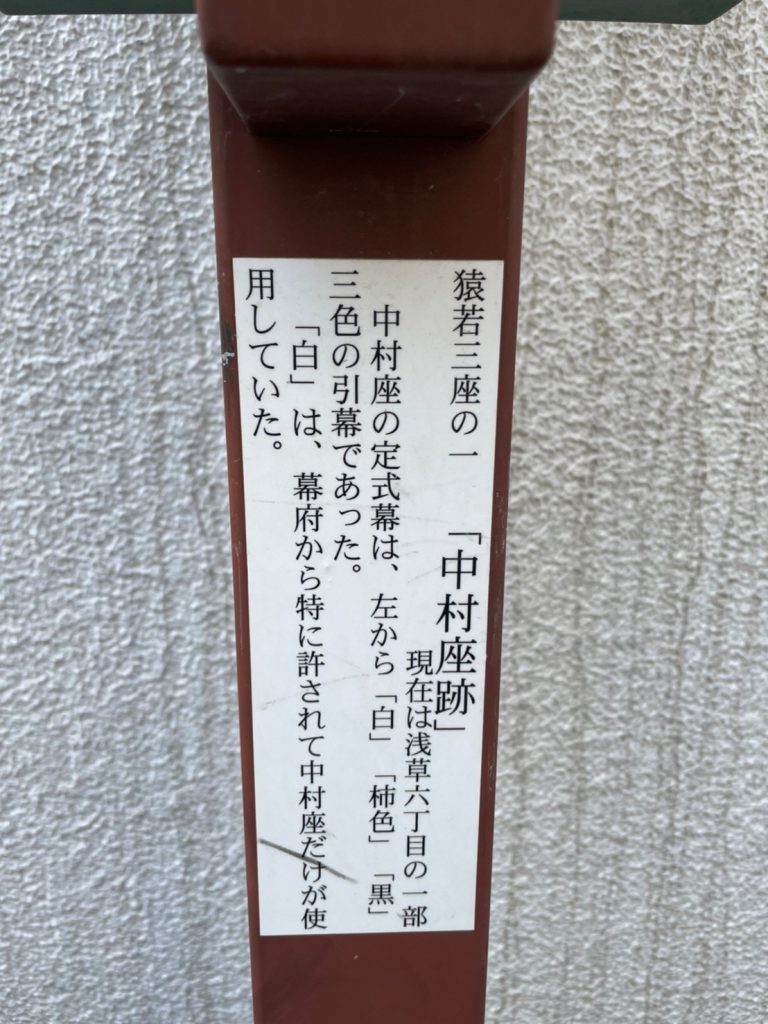 猿若三座の一 「中村座跡」
現在は浅草六丁目の一部
中村座の定式幕は、左から「白」「柿色」「黒」
三色の引幕であった。
「白」は、幕府から特に許されて中村座だけが使
用していた。